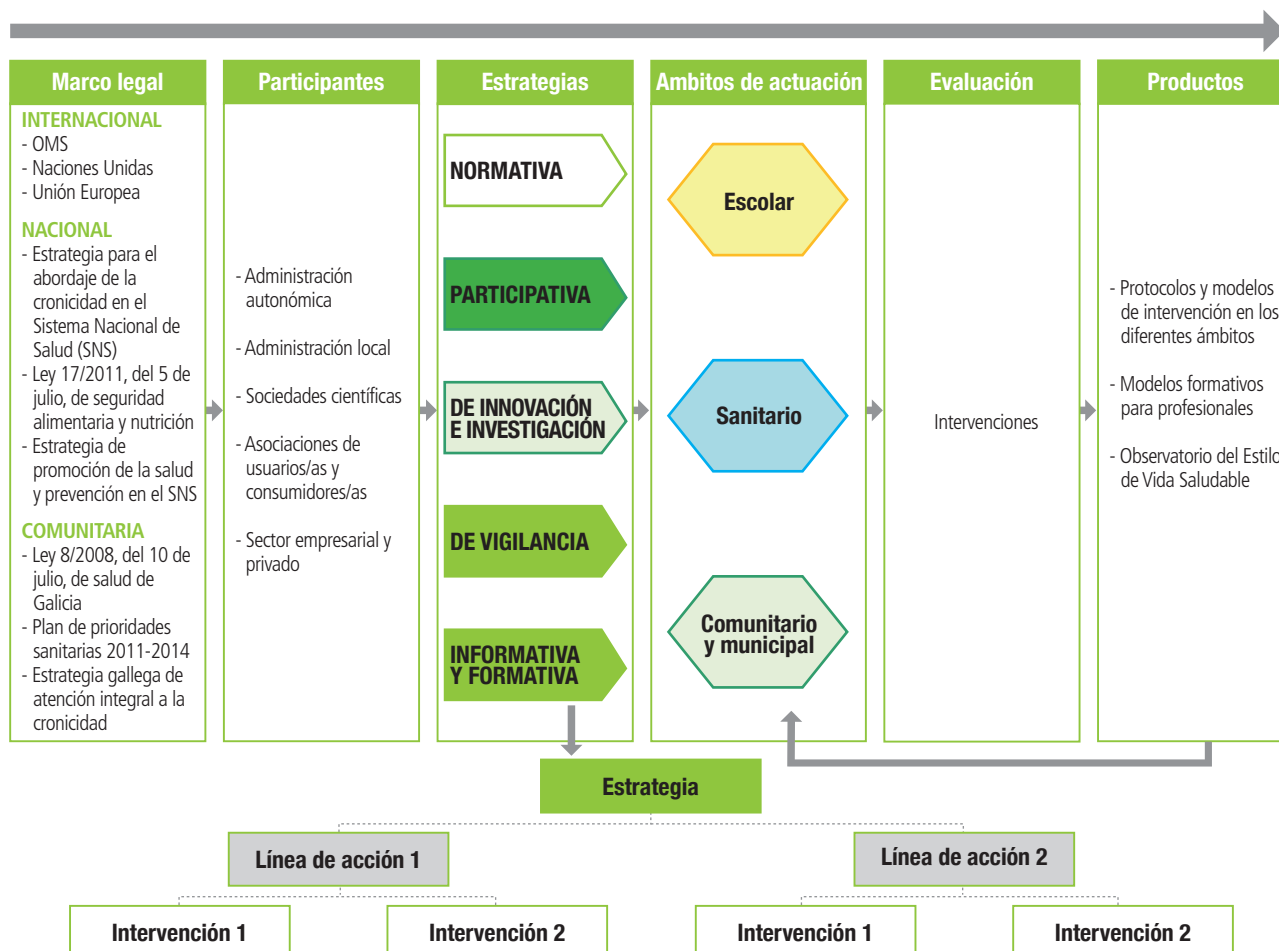 Marco legal
INTERNACIONAL
- OMS
- Naciones Unidas
- Unión Europea
NACIONAL
- Estrategia para el
abordaje de la
cronicidad en el
Sistema Nacional de
Salud (SNS)
- Ley 17/2011, del 5 de
julio, de seguridad
alimentaria y nutrición
- Estrategia de
promoción de la salud
y prevención en el SNS
COMUNITARIA
- Ley 8/2008, del 10 de
julio, de salud de
Galicia
- Plan de prioridades
sanitarias 2011-2014
- Estrategia gallega de
atención integral a la
cronicidad
Participantes
- Administración
autonómica
- Administración local
- Sociedades científicas
- Asociaciones de
usuarios/as y
consumidores/as
- Sector empresarial y
privado
Estrategias
NORMATIVA
PARTICIPATIVA
DE INNOVACIÓN
E INVESTIGACIÓN
DE VIGILANCIA
INFORMATIVA
Y FORMATIVA
Ambitos de actuación
Escolar
Sanitario
Comunitario
y municipal
Evaluación
Intervenciones
Productos
- Protocolos y modelos
de intervención en los
diferentes ámbitos
- Modelos formativos
para profesionales
- Observatorio del Estilo
de Vida Saludable
Estrategia
Línea de acción 1
Línea de acción 2
Intervención 1
Intervención 2
Intervención 1
Intervención 2